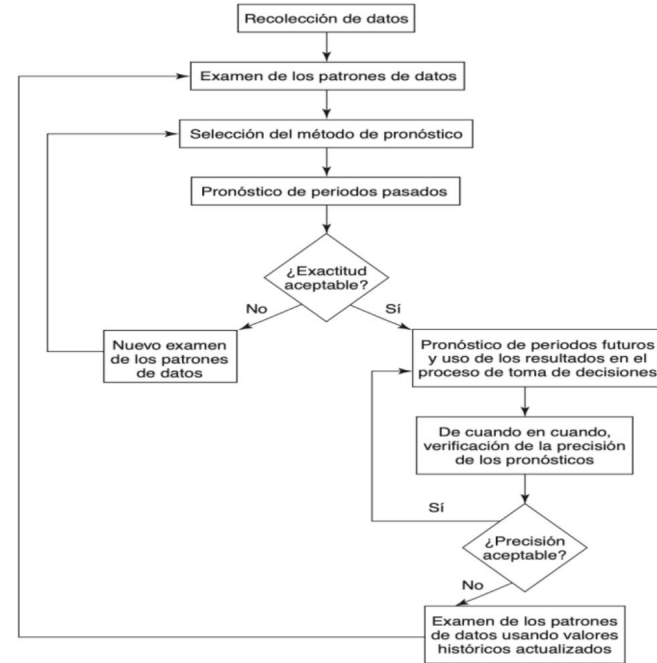 Recolección de datos
Examen de los patrones de datos
Selección del método de pronóstico
Pronóstico de periodos pasados
¿Exactitud
aceptable?
No
Sí
Nuevo examen
de los patrones
de datos
Pronóstico de periodos futuros
y uso de los resultados en el
proceso de toma de decisiones
De cuando en cuando,
verificación de la precisión
de los pronósticos
Sí
¿Precisión
aceptable?
No
Examen de los patrones
de datos usando valores
históricos actualizados